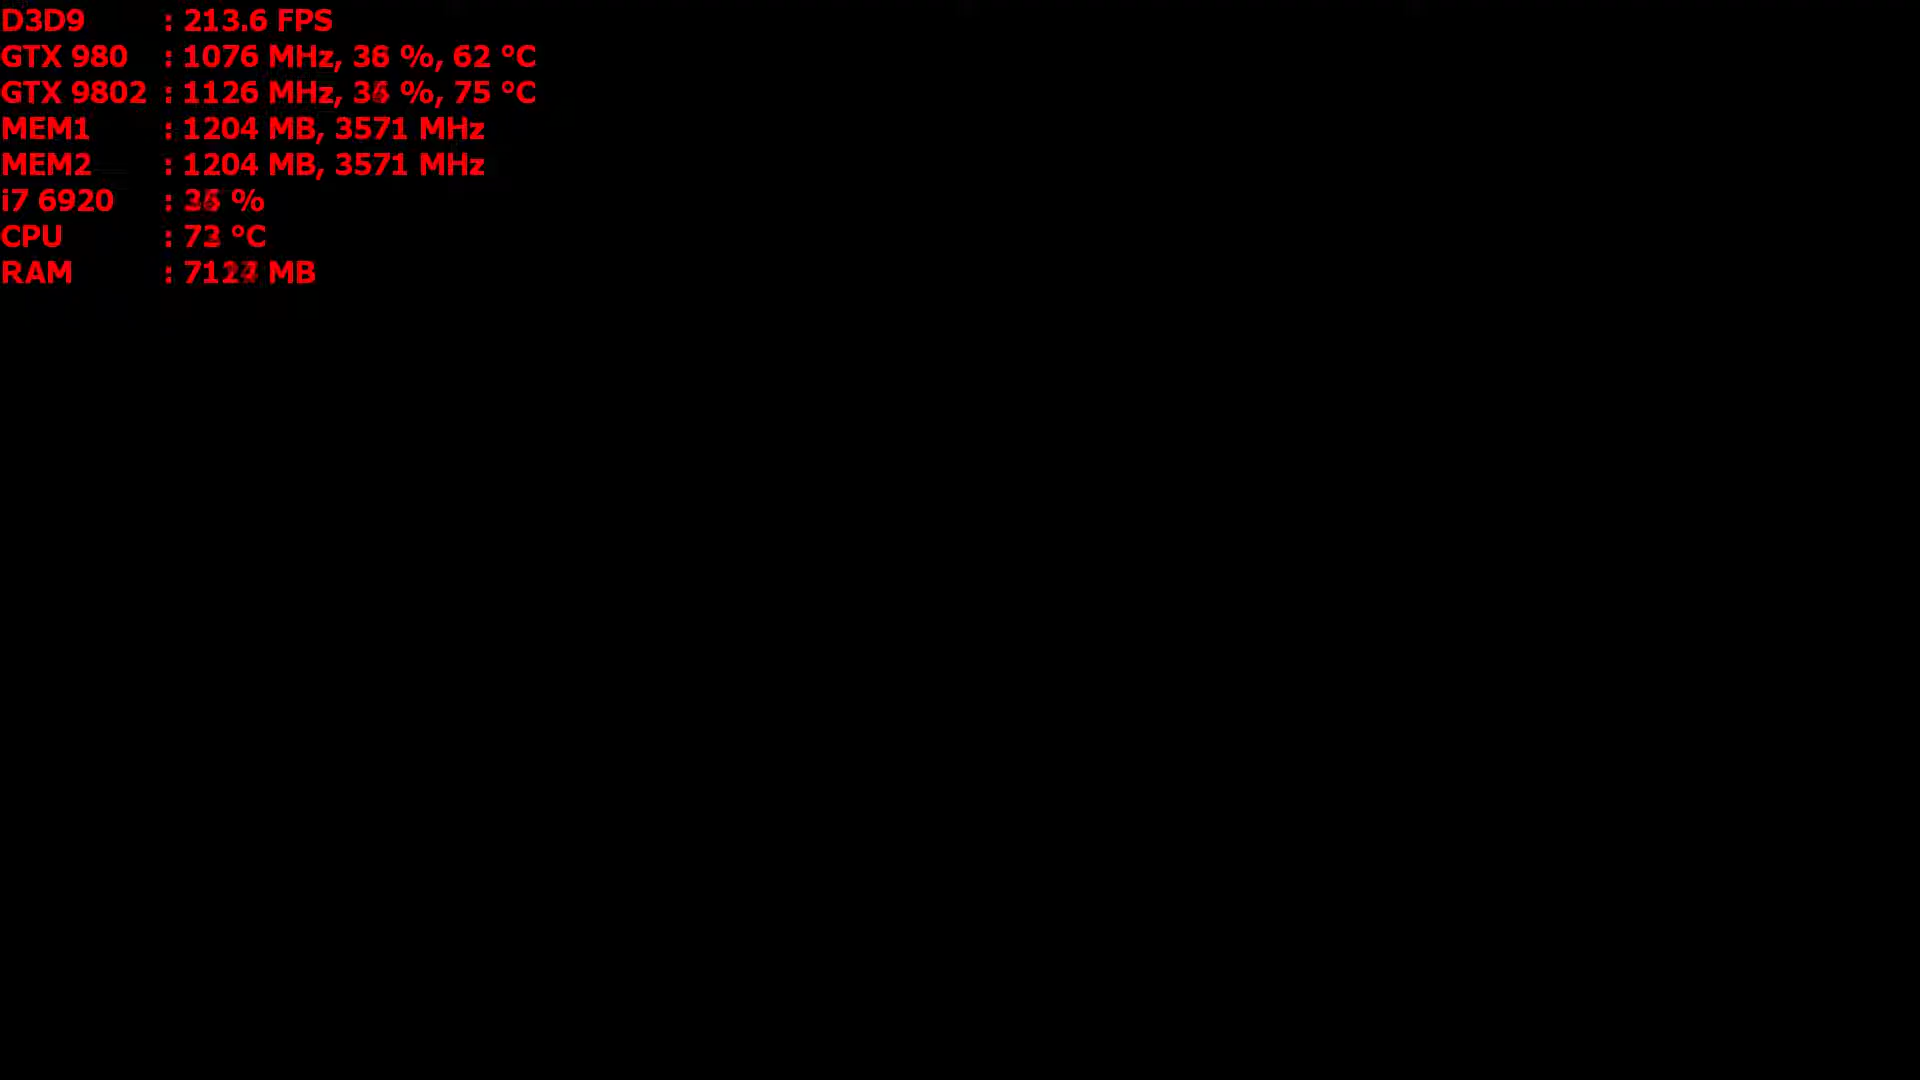 D3D9 : 213.6 FPS
GTX 980 : 1076 MHz, 36 %, 62 °C
GTX 9802 : 1126 MHz, %, 75 °C
MEM1 : 1204 MB, 3571 MHz
MEM2 : 1204 MB, 3571 MHz
i7 6920 : %
CPU : °C
RAM : MB